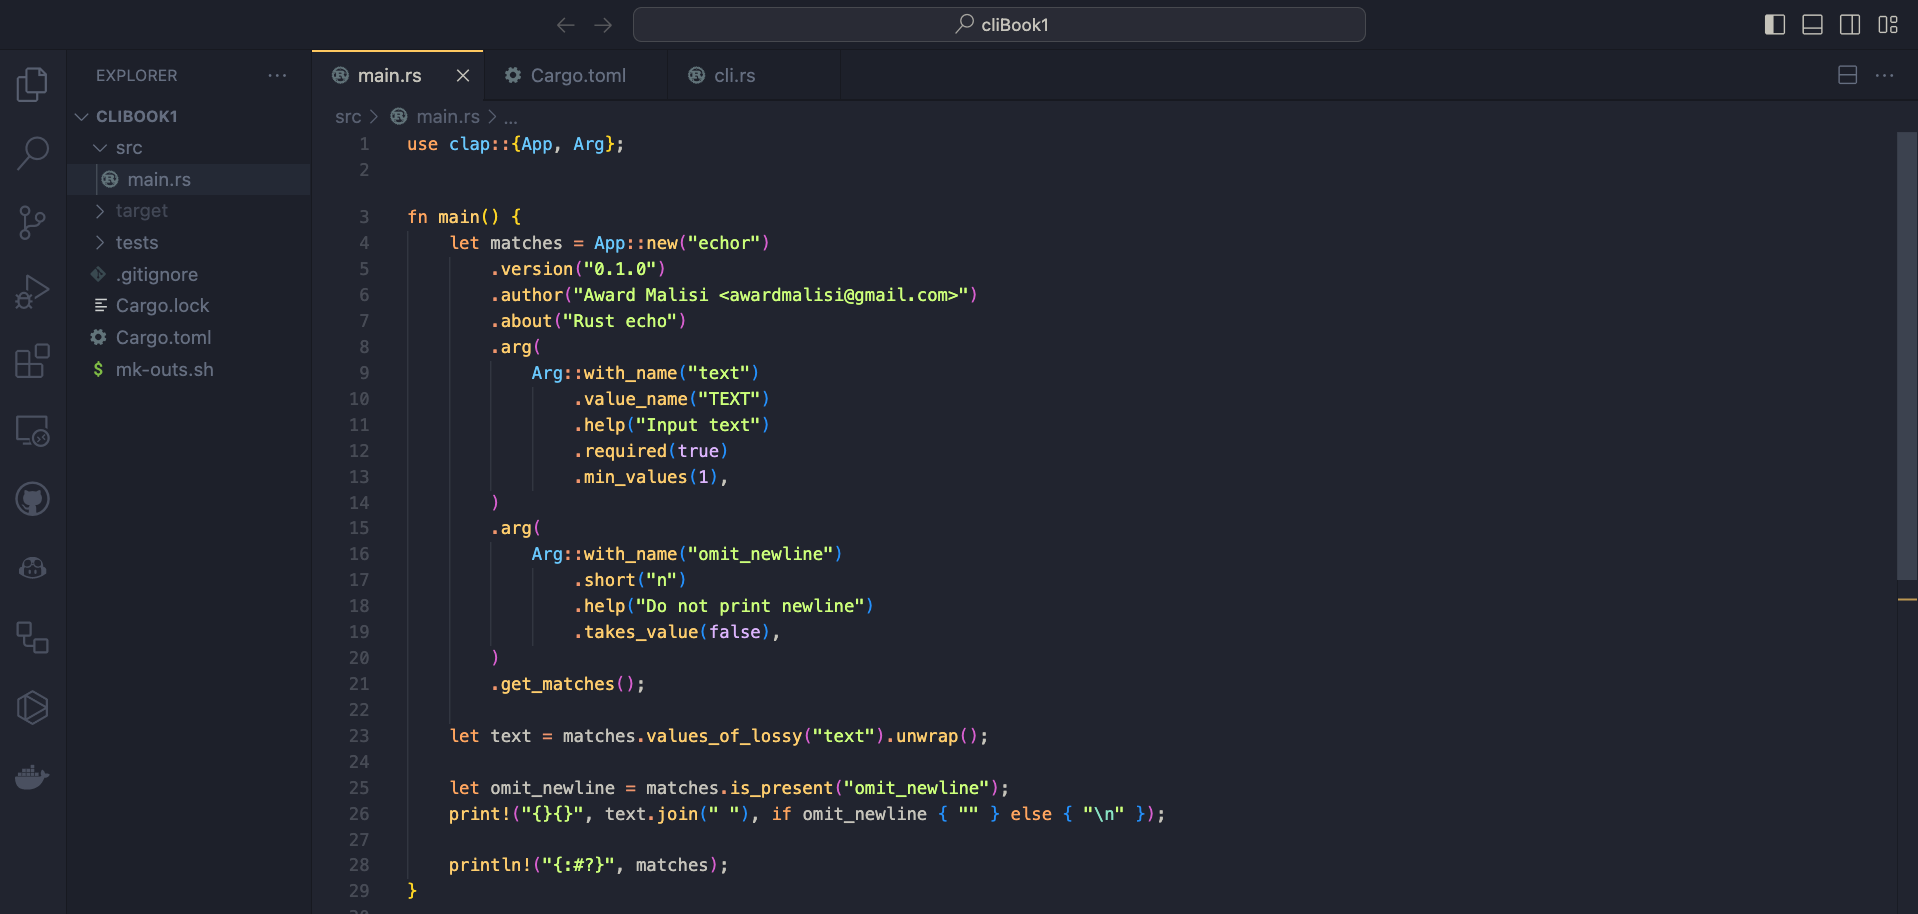 cliBook1
EXPLORER
CLIBOOK1
src
main.rs
target
tests
.gitignore
Cargo.lock
Cargo.toml
$ mk-outs.sh
main.rs
Cargo.toml
cli.rs
src > main.rs > ...
1 use clap::{App, Arg};
2
3 fn main() {
4     let matches = App::new("echor")
5         .version("0.1.0")
6         .author("Award Malisi <awardmalisi@gmail.com>")
7         .about("Rust echo")
8         .arg(
9             Arg::with_name("text")
10                 .value_name("TEXT")
11                 .help("Input text")
12                 .required(true)
13                 .min_values(1),
14         )
15         .arg(
16             Arg::with_name("omit_newline")
17                 .short("n")
18                 .help("Do not print newline")
19                 .takes_value(false),
20         )
21         .get_matches();
22
23     let text = matches.values_of_lossy("text").unwrap();
24
25     let omit_newline = matches.is_present("omit_newline");
26     print!("{}{}", text.join(" "), if omit_newline { "" } else { "\n" });
27
28     println!("{:#?}", matches);
29 }